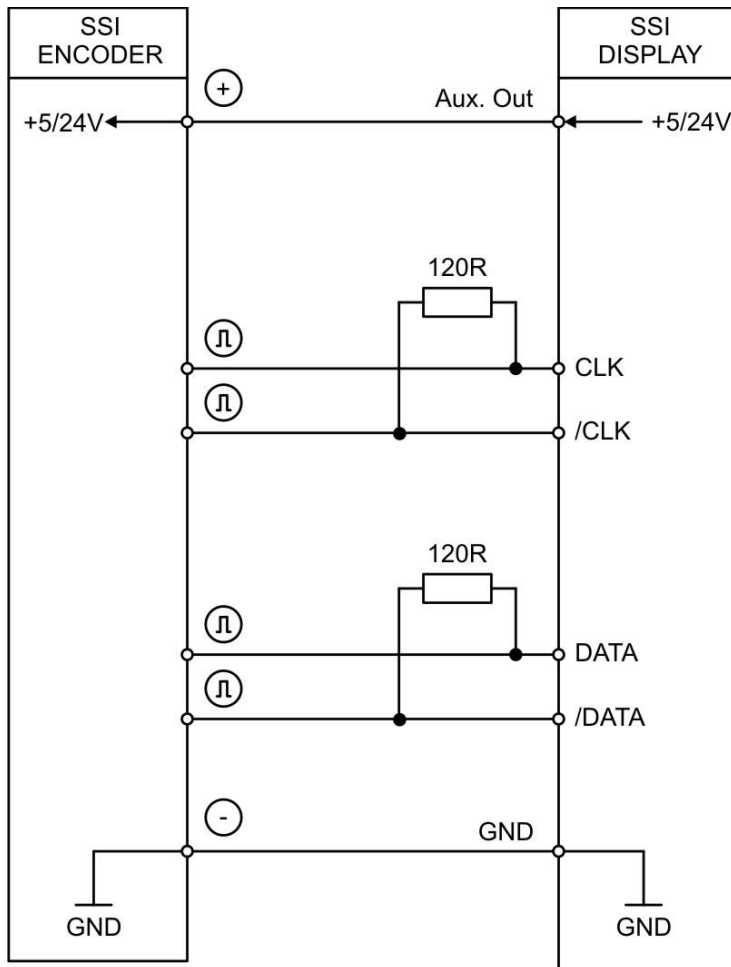 SSI
ENCODER
SSI
DISPLAY
+
Aux. Out
+5/24V
+5/24V
120R
CLK
/CLK
120R
DATA
/DATA
-
GND
GND
GND